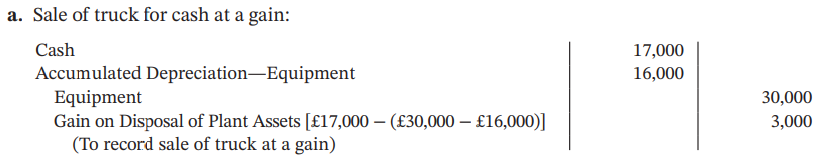 a. Sale of truck for cash at a gain:
Cash 17,000
Accumulated Depreciation—Equipment 16,000
Equipment 30,000
Gain on Disposal of Plant Assets [£17,000 – (£30,000 – £16,000)] 3,000
(To record sale of truck at a gain)